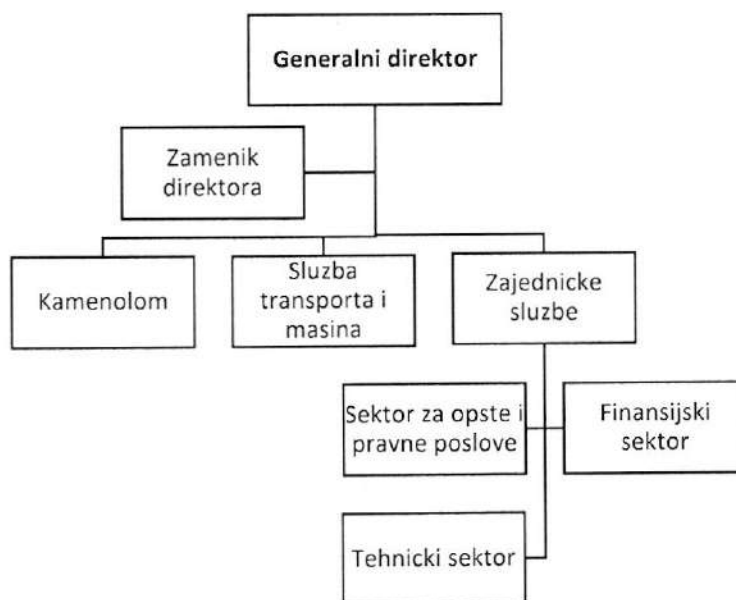 Generalni direktor
Zamenik
direktora
Kamenolom
Sluzba
transporta i
masina
Zajednicke
sluzbe
Sektor za opste i
pravne poslove
Finansijski
sektor
Tehnicki sektor